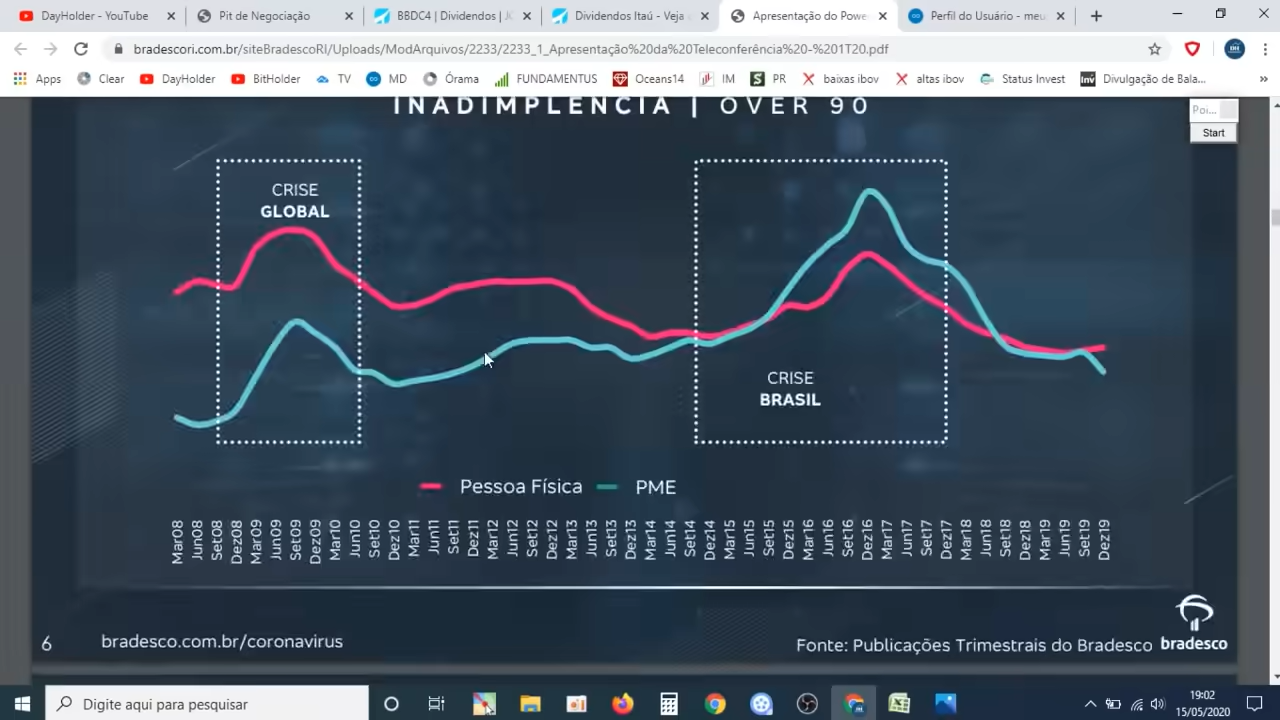 DayHolder - YouTube
Pit de Negociação
BBDC4 | Dividendos | J
Dividendos Itaú - Veja o
Apresentação do Powe
Perfil do Usuário - meu
bradescori.com.br/siteBradescoRI/Uploads/ModArquivos/2233/2233_1_Apresentação%20da%20Teleconferência%20-%201T20.pdf
Apps Clear DayHolder BitHolder TV MD Órama FUNDAMENTUS Oceans14 IM PR baixas ibov altas ibov Status Invest Divulgação de Bala... »
INADIMPLÊNCIA | OVER 90
Poi...
Start
CRISE
GLOBAL
CRISE
BRASIL
Pessoa Física PME
Mar08 Jun08 Set08 Dez08 Mar09 Jun09 Set09 Dez09 Mar10 Jun10 Set10 Dez10 Mar11 Jun11 Set11 Dez11 Mar12 Jun12 Set12 Dez12 Mar13 Jun13 Set13 Dez13 Mar14 Jun14 Set14 Dez14 Mar15 Jun15 Set15 Dez15 Mar16 Jun16 Set16 Dez16 Mar17 Jun17 Set17 Dez17 Mar18 Jun18 Set18 Dez18 Mar19 Jun19 Set19 Dez19
6 bradesco.com.br/coronavirus
Fonte: Publicações Trimestrais do Bradesco
bradesco
Digite aqui para pesquisar
19:02
15/05/2020